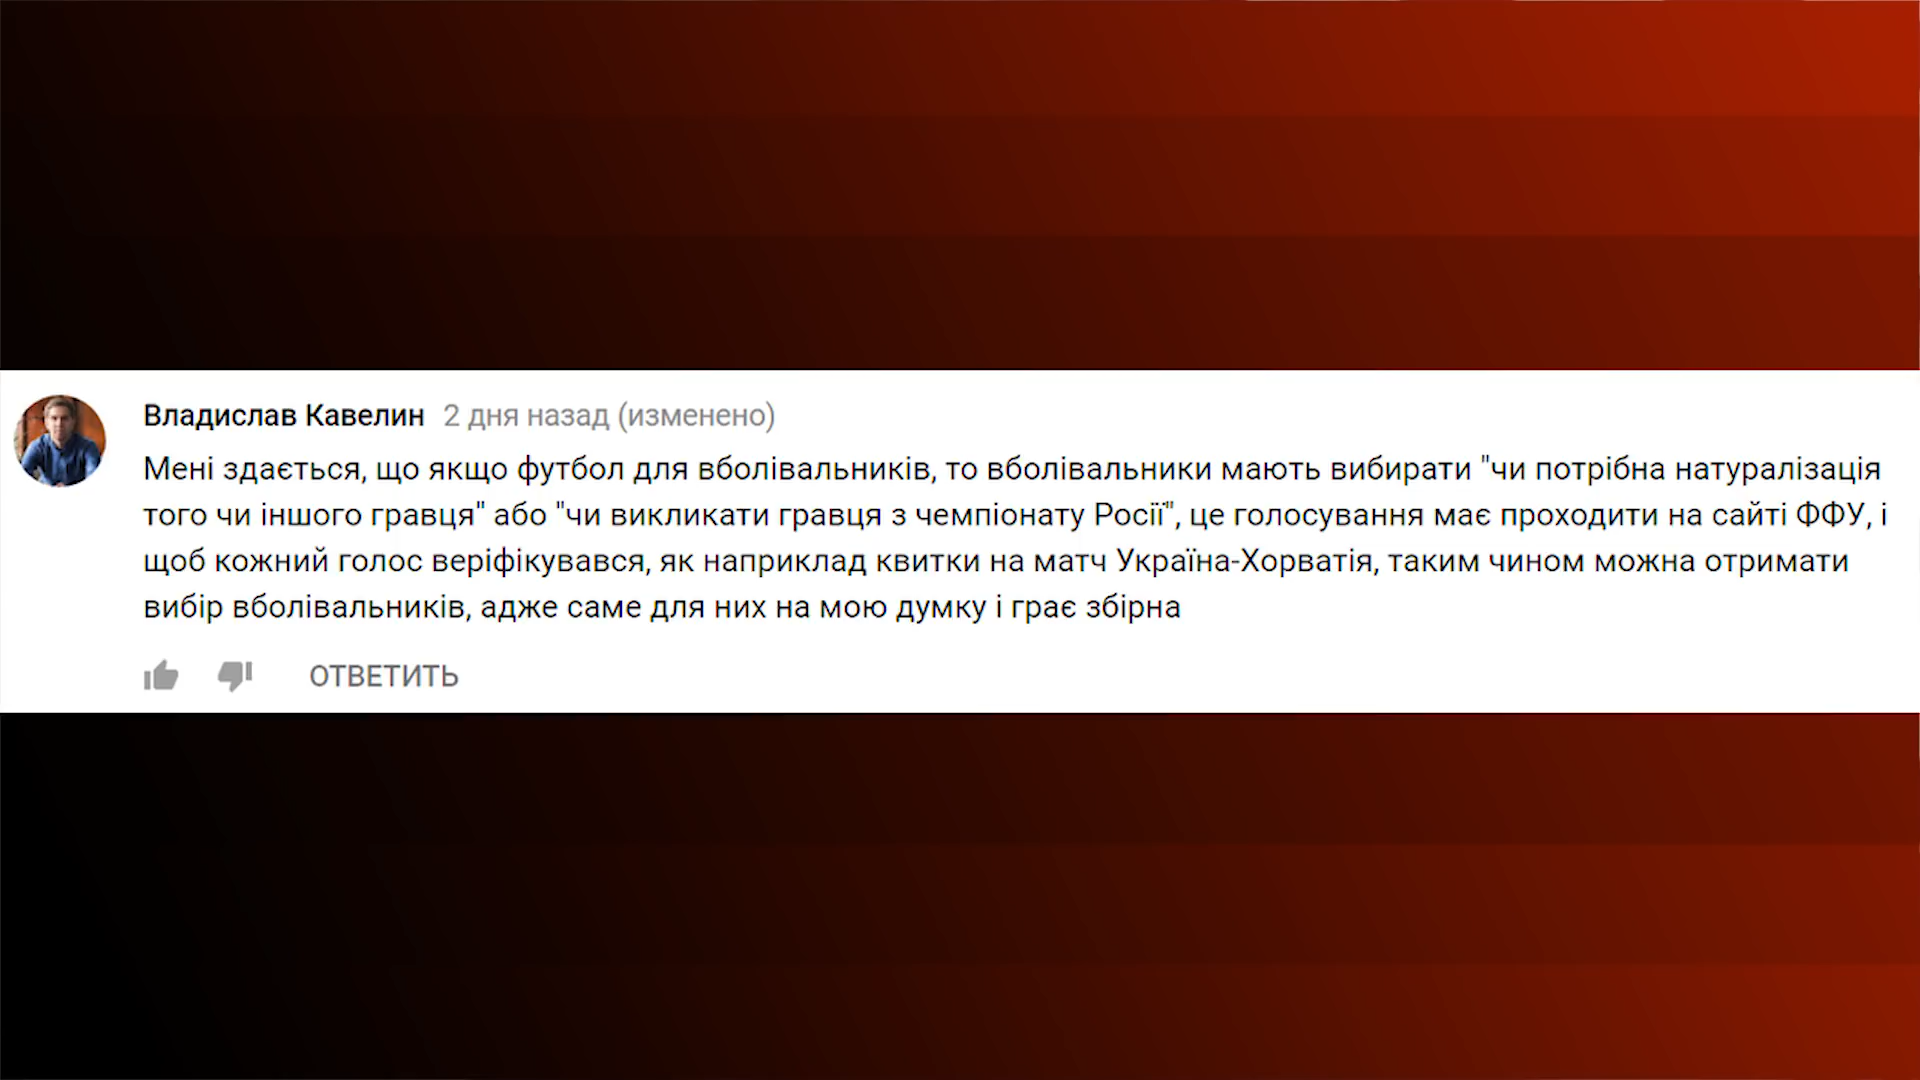 Владислав Кавелин 2 дня назад (изменено)
Мені здається, що якщо футбол для вболівальників, то вболівальники мають вибирати "чи потрібна натуралізація
того чи іншого гравця" або "чи викликати гравця з чемпіонату Росії", це голосування має проходити на сайті ФФУ, і
щоб кожний голос веріфікувався, як наприклад квитки на матч Україна-Хорватія, таким чином можна отримати
вибір вболівальників, адже саме для них на мою думку і грає збірна
ОТВЕТИТЬ